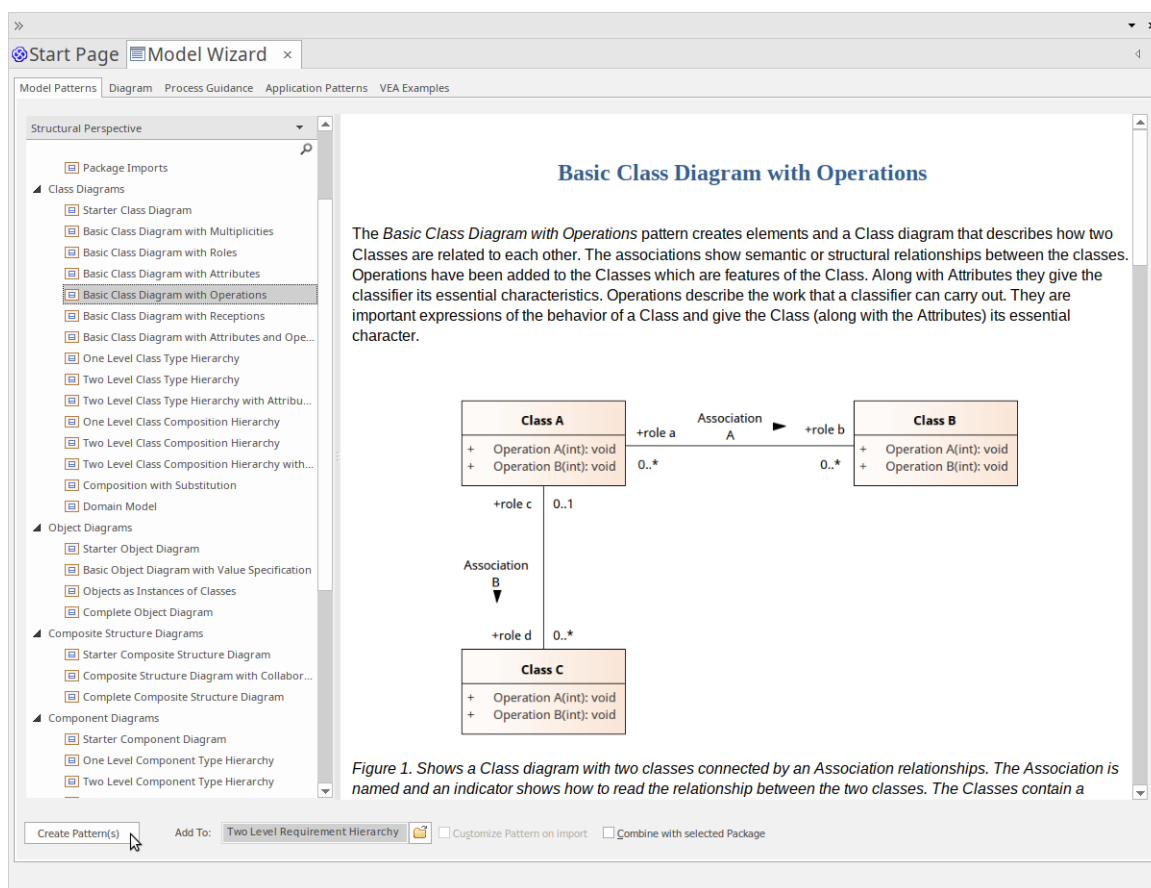 Start Page
Model Wizard
Model Patterns
Diagram
Process Guidance
Application Patterns
VEA Examples
Structural Perspective
Package Imports
Class Diagrams
Starter Class Diagram
Basic Class Diagram with Multiplicities
Basic Class Diagram with Roles
Basic Class Diagram with Attributes
Basic Class Diagram with Operations
Basic Class Diagram with Receptions
Basic Class Diagram with Attributes and Ope...
One Level Class Type Hierarchy
Two Level Class Type Hierarchy
Two Level Class Type Hierarchy with Attribu...
One Level Class Composition Hierarchy
Two Level Class Composition Hierarchy
Two Level Class Composition Hierarchy with...
Composition with Substitution
Domain Model
Object Diagrams
Starter Object Diagram
Basic Object Diagram with Value Specification
Objects as Instances of Classes
Complete Object Diagram
Composite Structure Diagrams
Starter Composite Structure Diagram
Composite Structure Diagram with Collabor...
Complete Composite Structure Diagram
Component Diagrams
Starter Component Diagram
One Level Component Type Hierarchy
Two Level Component Type Hierarchy
Basic Class Diagram with Operations
The Basic Class Diagram with Operations pattern creates elements and a Class diagram that describes how two
Classes are related to each other. The associations show semantic or structural relationships between the classes.
Operations have been added to the Classes which are features of the Class. Along with Attributes they give the
classifier its essential characteristics. Operations describe the work that a classifier can carry out. They are
important expressions of the behavior of a Class and give the Class (along with the Attributes) its essential
character.
Class A
+ Operation A(int): void
+ Operation B(int): void
+role a
0..*
Association
A
+role b
0..*
Class B
+ Operation A(int): void
+ Operation B(int): void
+role c
0..1
Association
B
+role d
0..*
Class C
+ Operation A(int): void
+ Operation B(int): void
Figure 1. Shows a Class diagram with two classes connected by an Association relationships. The Association is
named and an indicator shows how to read the relationship between the two classes. The Classes contain a
Create Pattern(s)
Add To:
Two Level Requirement Hierarchy
Customize Pattern on import
Combine with selected Package